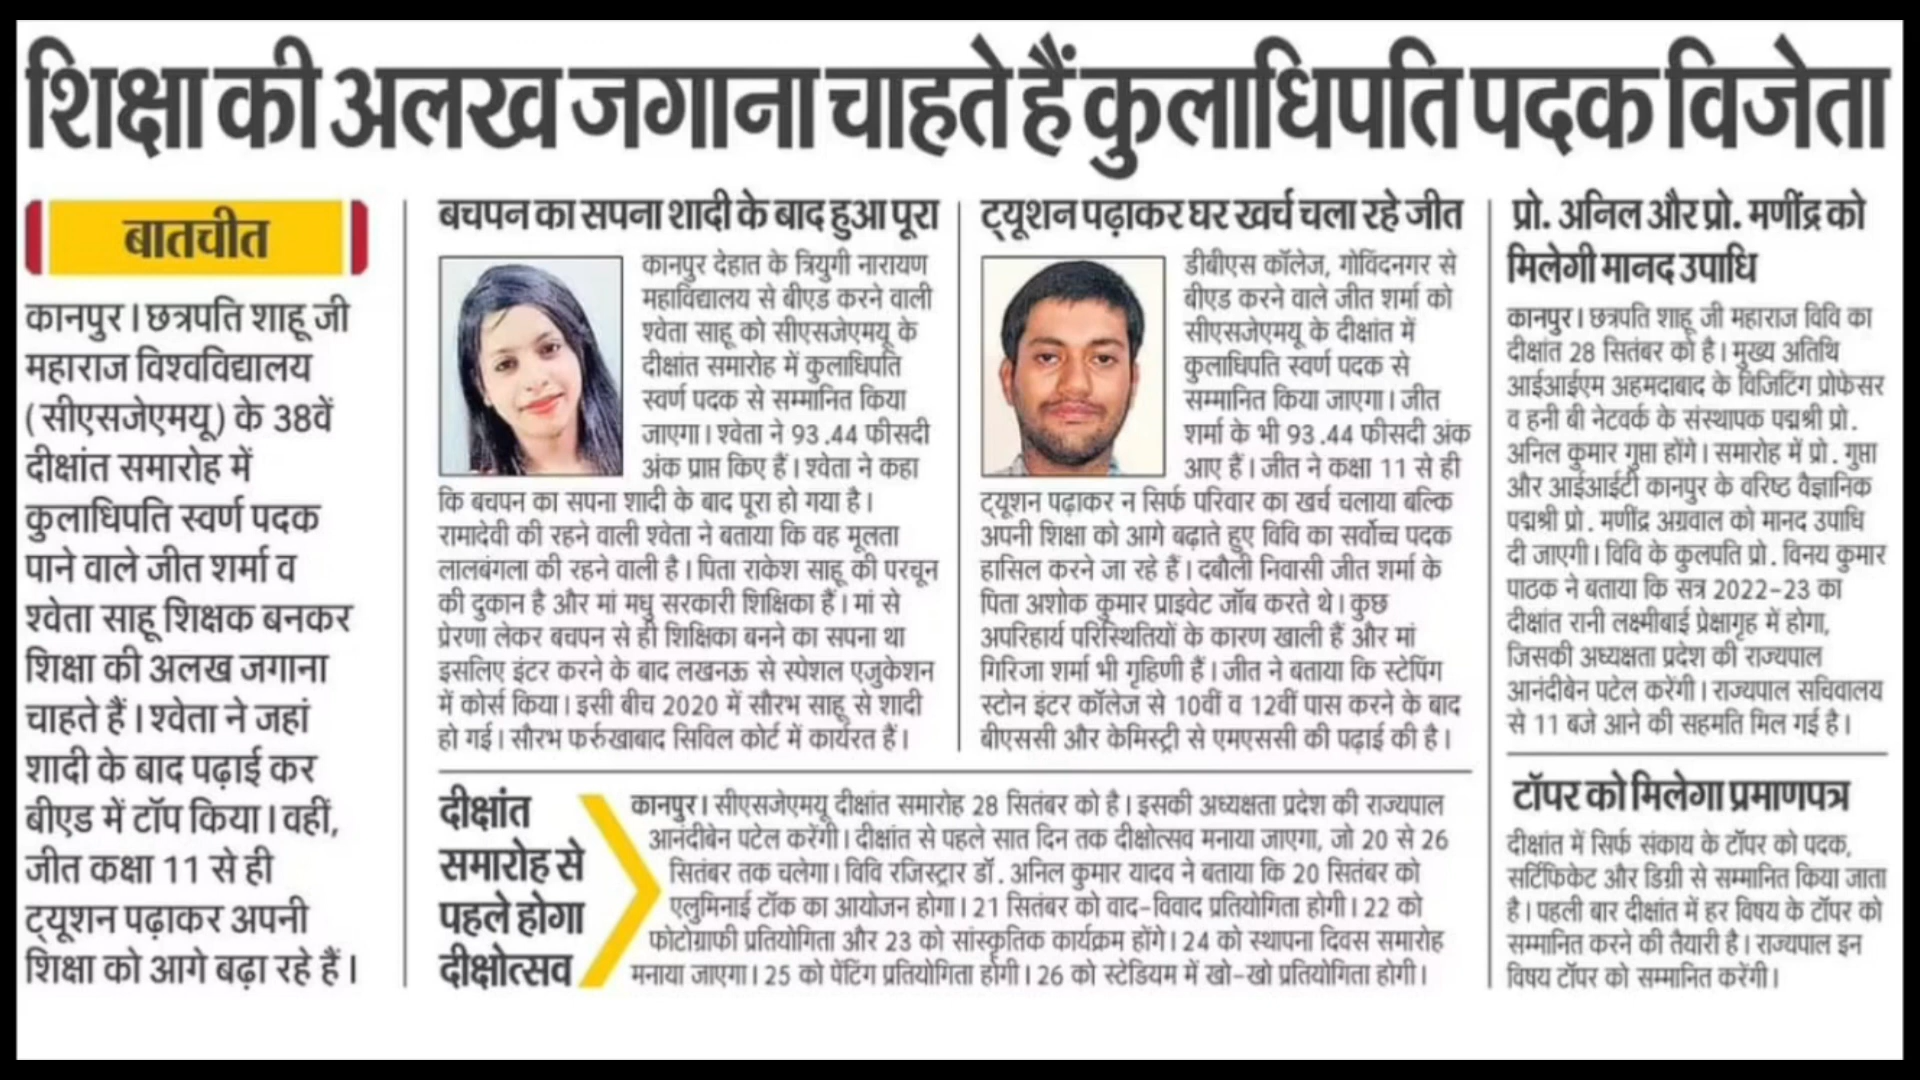 शिक्षा की अलख जगाना चाहते हैं कुलाधिपति पदक विजेता
बातचीत
कानपुर। छत्रपति शाहू जी
महाराज विश्वविद्यालय
(सीएसजेएमयू) के 38वें
दीक्षांत समारोह में
कुलाधिपति स्वर्ण पदक
पाने वाले जीत शर्मा व
श्वेता साहू शिक्षक बनकर
शिक्षा की अलख जगाना
चाहते हैं। श्वेता ने जहां
शादी के बाद पढ़ाई कर
बीएड में टॉप किया। वहीं,
जीत कक्षा 11 से ही
ट्यूशन पढ़ाकर अपनी
शिक्षा को आगे बढ़ा रहे हैं।
बचपन का सपना शादी के बाद हुआ पूरा
कानपुर देहात के त्रियुगी नारायण
महाविद्यालय से बीएड करने वाली
श्वेता साहू को सीएसजेएमयू के
दीक्षांत समारोह में कुलाधिपति
स्वर्ण पदक से सम्मानित किया
जाएगा। श्वेता ने 93.44 फीसदी
अंक प्राप्त किए हैं। श्वेता ने कहा
कि बचपन का सपना शादी के बाद पूरा हो गया है।
रामादेवी की रहने वाली श्वेता ने बताया कि वह मूलता
लालबंगला की रहने वाली है। पिता राकेश साहू की परचून
की दुकान है और मां मधु सरकारी शिक्षिका हैं। मां से
प्रेरणा लेकर बचपन से ही शिक्षिका बनने का सपना था
इसलिए इंटर करने के बाद लखनऊ से स्पेशल एजुकेशन
में कोर्स किया। इसी बीच 2020 में सौरभ साहू से शादी
हो गई। सौरभ फर्रुखाबाद सिविल कोर्ट में कार्यरत हैं।
ट्यूशन पढ़ाकर घर खर्च चला रहे जीत
डीबीएस कॉलेज, गोविंदनगर से
बीएड करने वाले जीत शर्मा को
सीएसजेएमयू के दीक्षांत में
कुलाधिपति स्वर्ण पदक से
सम्मानित किया जाएगा। जीत
शर्मा के भी 93.44 फीसदी अंक
आए हैं। जीत ने कक्षा 11 से ही
ट्यूशन पढ़ाकर न सिर्फ परिवार का खर्च चलाया बल्कि
अपनी शिक्षा को आगे बढ़ाते हुए विवि का सर्वोच्च पदक
हासिल करने जा रहे हैं। दबौली निवासी जीत शर्मा के
पिता अशोक कुमार प्राइवेट जॉब करते थे। कुछ
अपरिहार्य परिस्थितियों के कारण खाली हैं और मां
गिरिजा शर्मा भी गृहिणी हैं। जीत ने बताया कि स्टेपिंग
स्टोन इंटर कॉलेज से 10वीं व 12वीं पास करने के बाद
बीएससी और केमिस्ट्री से एमएससी की पढ़ाई की है।
दीक्षांत
समारोह से
पहले होगा
दीक्षोत्सव
कानपुर। सीएसजेएमयू दीक्षांत समारोह 28 सितंबर को है। इसकी अध्यक्षता प्रदेश की राज्यपाल
आनंदीबेन पटेल करेंगी। दीक्षांत से पहले सात दिन तक दीक्षोत्सव मनाया जाएगा, जो 20 से 26
सितंबर तक चलेगा। विवि रजिस्ट्रार डॉ. अनिल कुमार यादव ने बताया कि 20 सितंबर को
एलुमिनाई टॉक का आयोजन होगा। 21 सितंबर को वाद-विवाद प्रतियोगिता होगी। 22 को
फोटोग्राफी प्रतियोगिता और 23 को सांस्कृतिक कार्यक्रम होंगे। 24 को स्थापना दिवस समारोह
मनाया जाएगा। 25 को पेंटिंग प्रतियोगिता होगी। 26 को स्टेडियम में खो-खो प्रतियोगिता होगी।
प्रो. अनिल और प्रो. मणींद्र को
मिलेगी मानद उपाधि
कानपुर। छत्रपति शाहू जी महाराज विवि का
दीक्षांत 28 सितंबर को है। मुख्य अतिथि
आईआईएम अहमदाबाद के विजिटिंग प्रोफेसर
व हनी बी नेटवर्क के संस्थापक पद्मश्री प्रो.
अनिल कुमार गुप्ता होंगे। समारोह में प्रो. गुप्ता
और आईआईटी कानपुर के वरिष्ठ वैज्ञानिक
पद्मश्री प्रो. मणींद्र अग्रवाल को मानद उपाधि
दी जाएगी। विवि के कुलपति प्रो. विनय कुमार
पाठक ने बताया कि सत्र 2022-23 का
दीक्षांत रानी लक्ष्मीबाई प्रेक्षागृह में होगा,
जिसकी अध्यक्षता प्रदेश की राज्यपाल
आनंदीबेन पटेल करेंगी। राज्यपाल सचिवालय
से 11 बजे आने की सहमति मिल गई है।
टॉपर को मिलेगा प्रमाणपत्र
दीक्षांत में सिर्फ संकाय के टॉपर को पदक,
सर्टिफिकेट और डिग्री से सम्मानित किया जाता
है। पहली बार दीक्षांत में हर विषय के टॉपर को
सम्मानित करने की तैयारी है। राज्यपाल इन
विषय टॉपर को सम्मानित करेंगी।